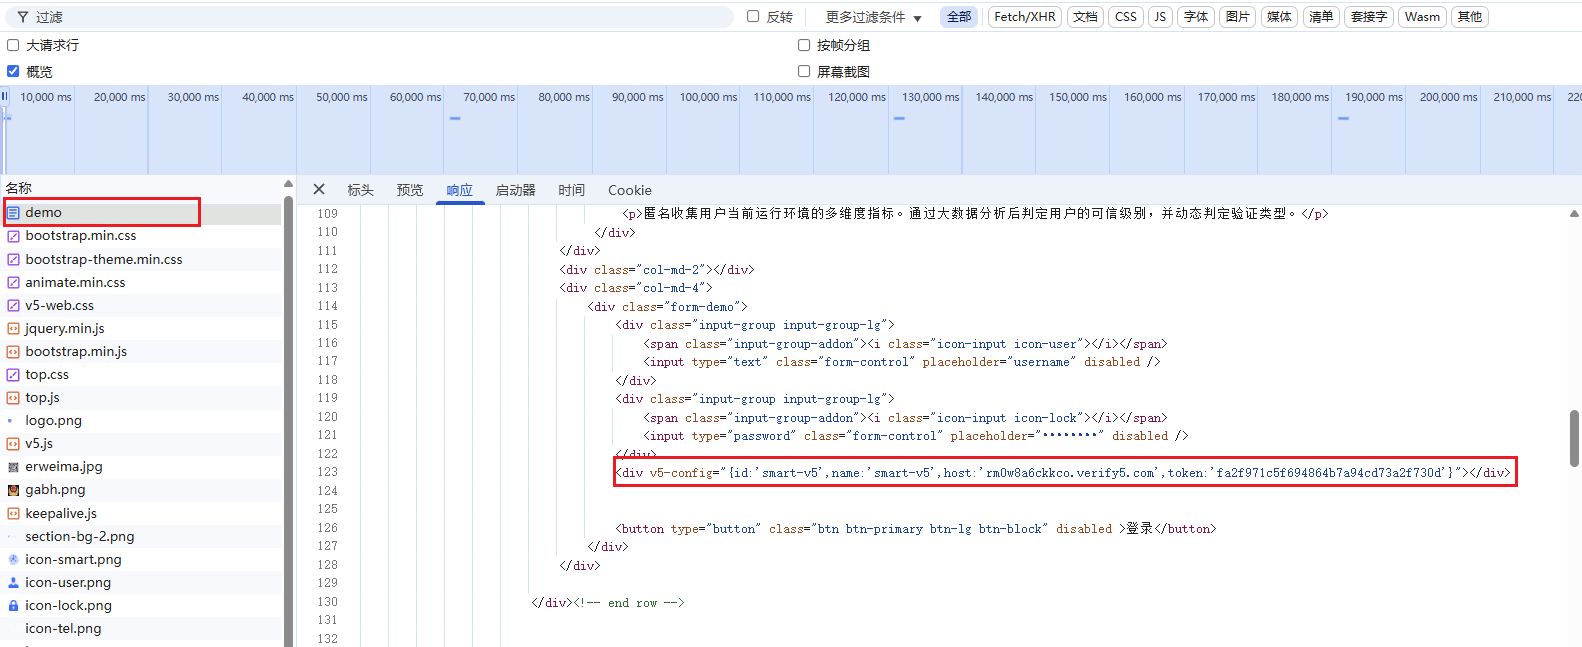 过滤 反转 更多过滤条件 全部 Fetch/XHR 文档 CSS JS 字体 图片 媒体 清单 套接字 Wasm 其他
大请求行 按帧分组
概览 屏幕截图
10,000 ms 20,000 ms 30,000 ms 40,000 ms 50,000 ms 60,000 ms 70,000 ms 80,000 ms 90,000 ms 100,000 ms 110,000 ms 120,000 ms 130,000 ms 140,000 ms 150,000 ms 160,000 ms 170,000 ms 180,000 ms 190,000 ms 200,000 ms 210,000 ms 220
名称
demo
bootstrap.min.css
bootstrap-theme.min.css
animate.min.css
v5-web.css
jquery.min.js
bootstrap.min.js
top.css
top.js
logo.png
v5.js
erweima.jpg
gabh.png
keepalive.js
section-bg-2.png
icon-smart.png
icon-user.png
icon-lock.png
icon-tel.png
标头 预览 响应 启动器 时间 Cookie
109 <p>匿名收集用户当前运行环境的多维度指标。通过大数据分析后判定用户的可信级别，并动态判定验证类型。</p>
110 </div>
111 </div>
112 <div class="col-md-2"></div>
113 <div class="col-md-4">
114 <div class="form-demo">
115 <div class="input-group input-group-lg">
116 <span class="input-group-addon"><i class="icon-input icon-user"></i></span>
117 <input type="text" class="form-control" placeholder="username" disabled />
118 </div>
119 <div class="input-group input-group-lg">
120 <span class="input-group-addon"><i class="icon-input icon-lock"></i></span>
121 <input type="password" class="form-control" placeholder="••••••••" disabled />
122 </div>
123 <div v5-config="{id:'smart-v5',name:'smart-v5',host:'rm0w8a6ckkco.verify5.com',token:'fa2f971c5f694864b7a94cd73a2f730d'}"></div>
124
125
126 <button type="button" class="btn btn-primary btn-lg btn-block" disabled >登录</button>
127 </div>
128 </div>
129
130 </div><!-- end row -->
131
132